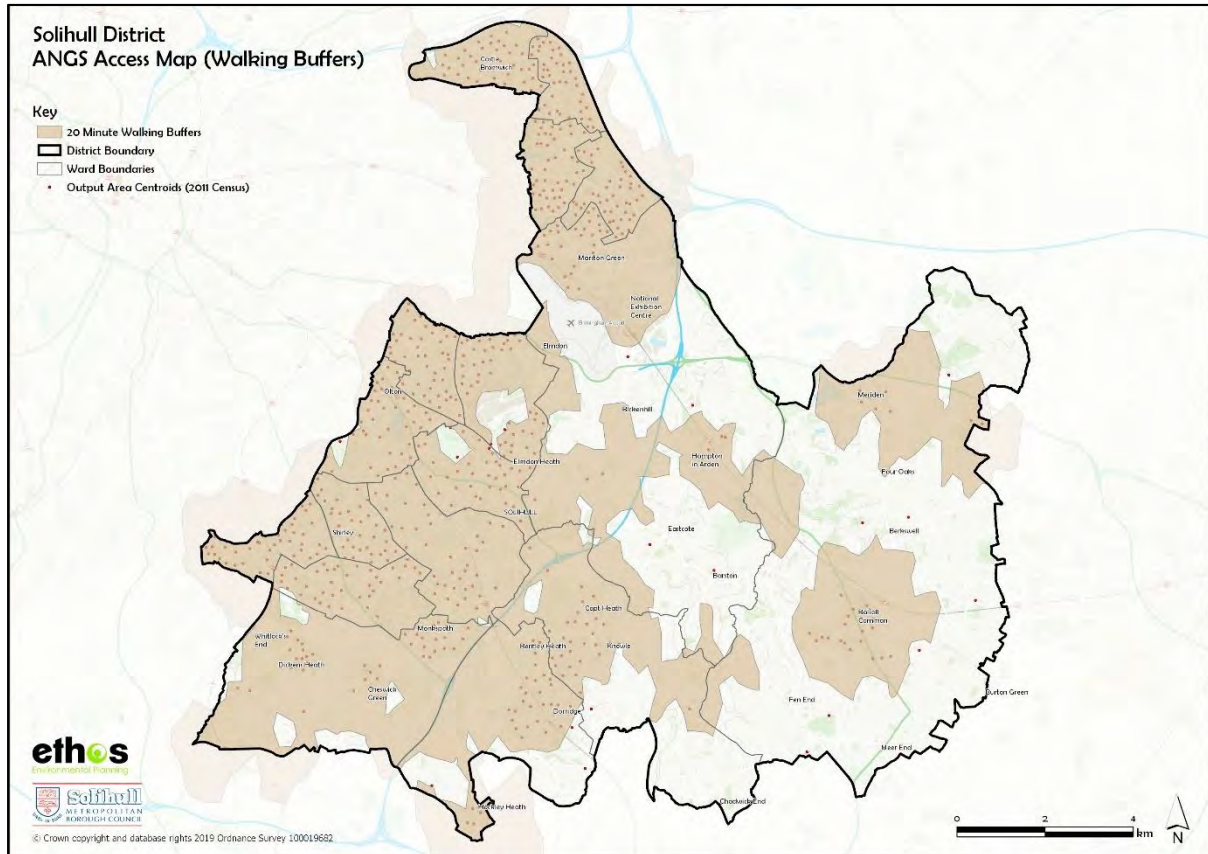 Solihull District
ANGS Access Map (Walking Buffers)
Key
20 Minute Walking Buffers
District Boundary
Ward Boundaries
Output Area Centroids (2011 Census)
Castle Bromwich
Marston Green
National Exhibition Centre
Elmdon
Olton
Bickenhill
Meriden
Elmdon Heath
Hampton in Arden
Four Oaks
SOLIHULL
Shirley
Eastcote
Berkswell
Barston
Copt Heath
Balsall Common
Whitlock's End
Monkspath
Bentley Heath
Knowle
Dickens Heath
Cheswick Green
Dorridge
Fen End
Burton Green
Meer End
Chadwick End
Hockley Heath
ethos
Environmental Planning
Solihull
METROPOLITAN
BOROUGH COUNCIL
© Crown copyright and database rights 2019 Ordnance Survey 100019682
0 2 4
km
N